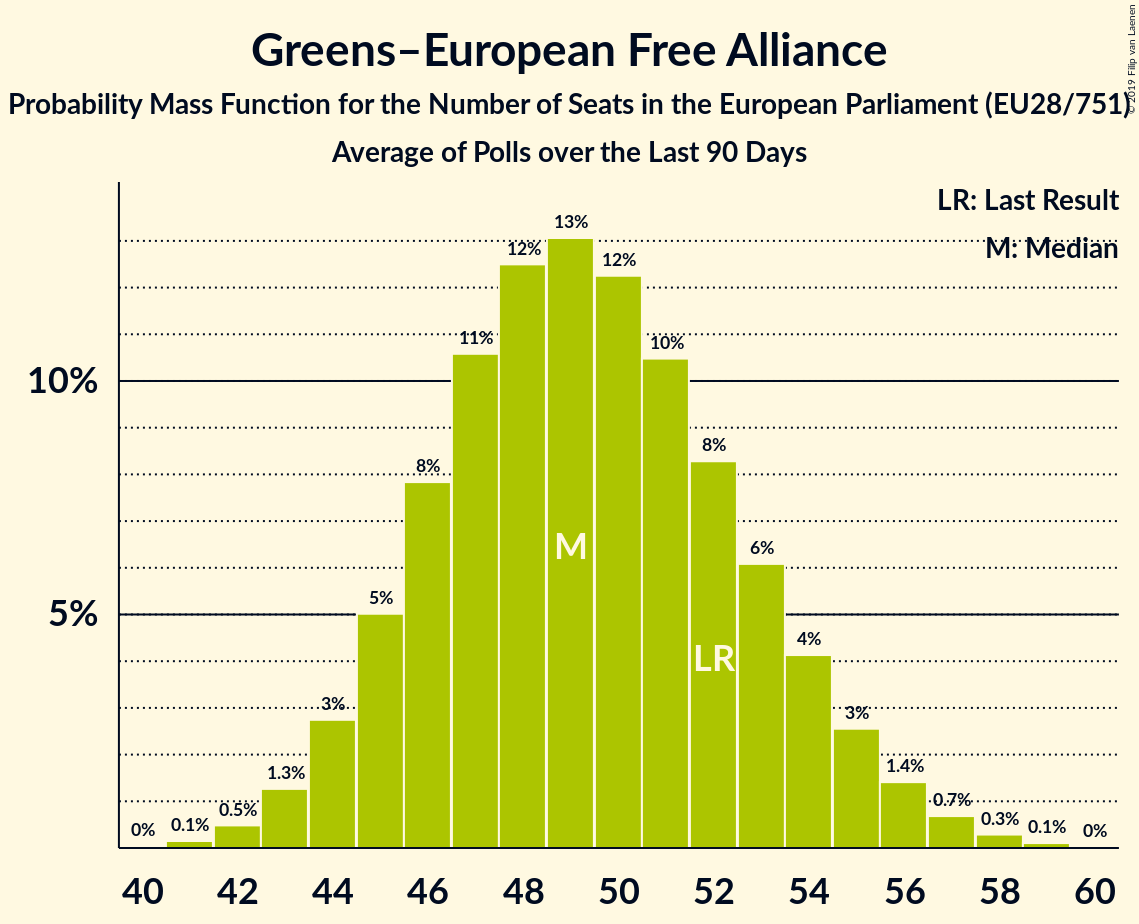 Greens–European Free Alliance
Probability Mass Function for the Number of Seats in the European Parliament (EU28/751)
Average of Polls over the Last 90 Days
© 2019 Filip van Laenen
LR: Last Result
M: Median
13%
12%
12%
11%
10%
10%
8%
8%
M
6%
5%
5%
4%
LR
3%
3%
1.3%
1.4%
0.5%
0.7%
0%
0.1%
0.3%
0.1%
0%
40 42 44 46 48 50 52 54 56 58 60